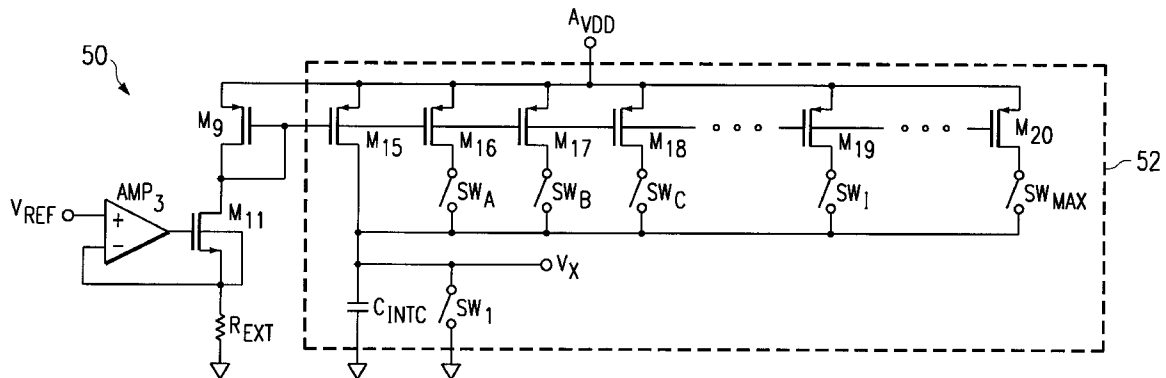 50
AVDD
M9
M15
M16
M17
M18
M19
M20
52
SWA
SWB
SWC
SWI
SWMAX
AMP3
VREF
+
−
M11
VX
CINTC
SW1
REXT